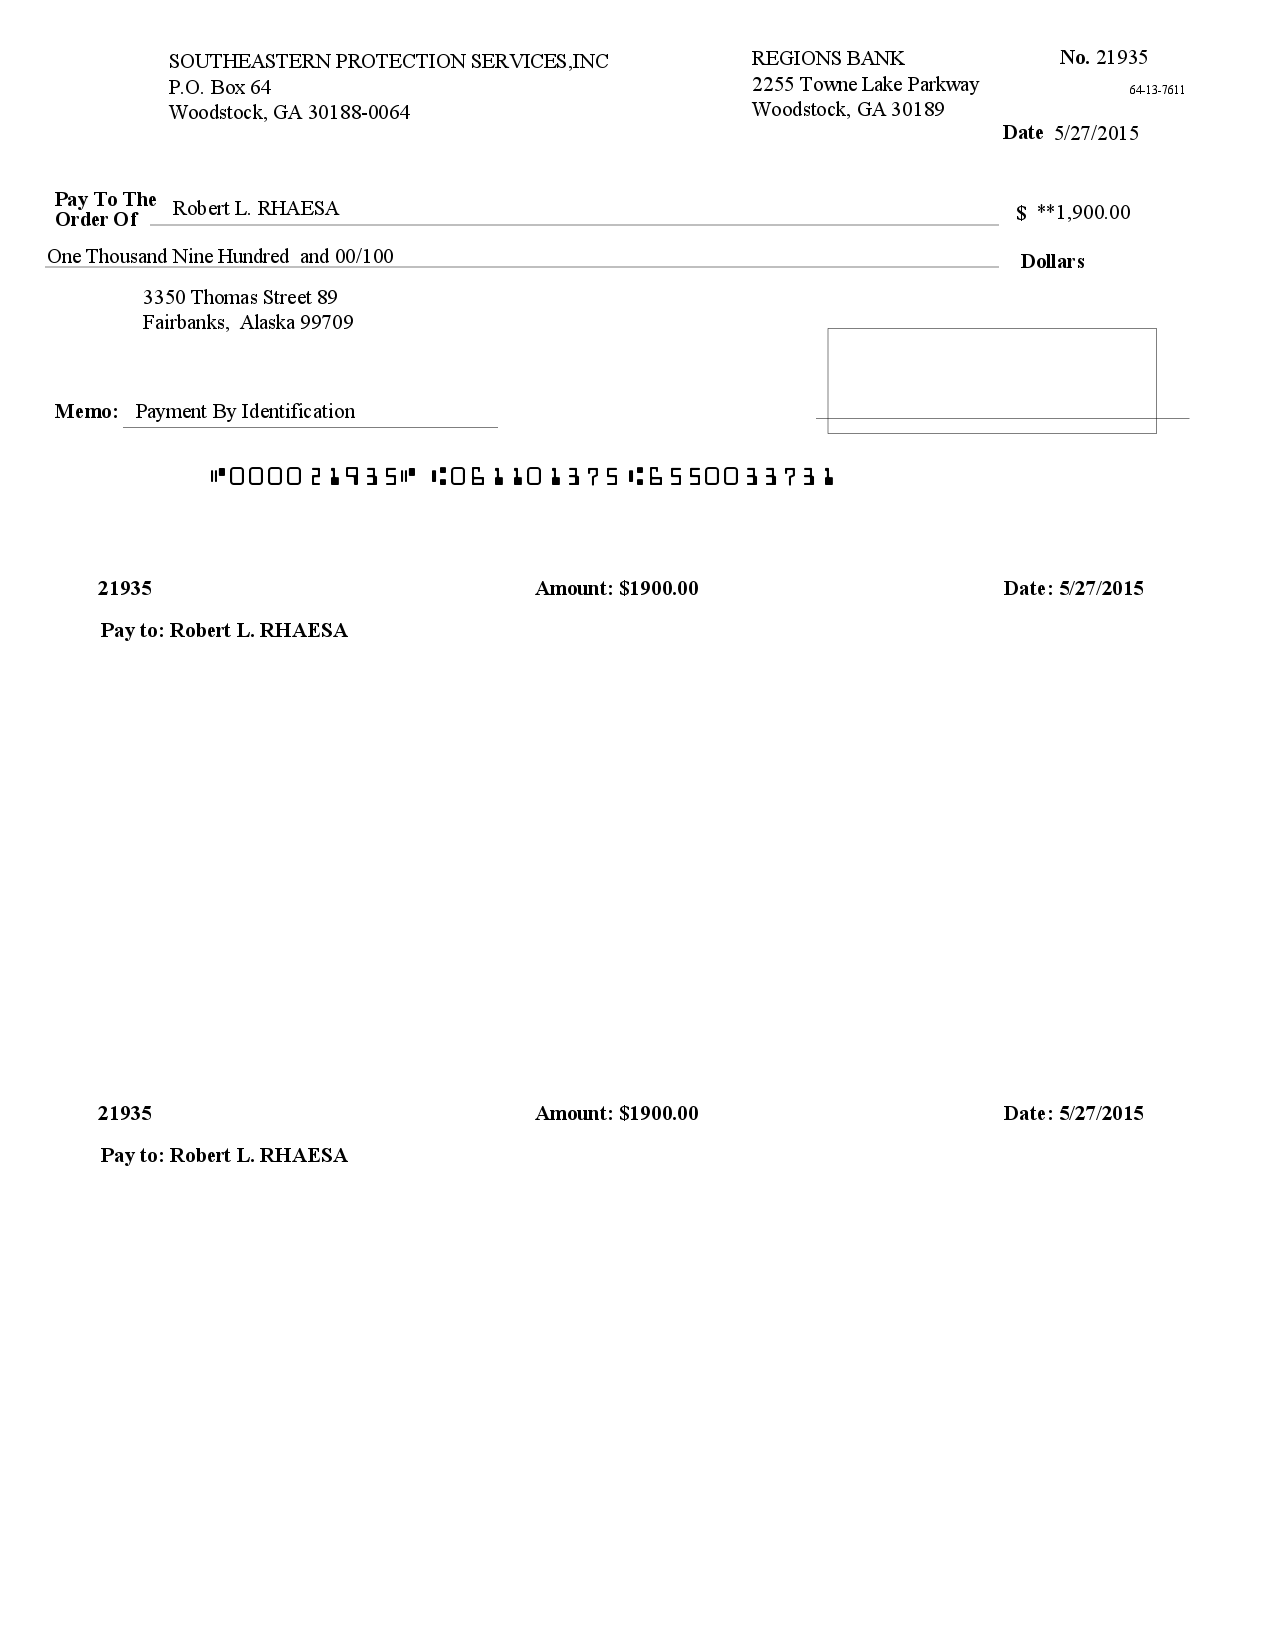 SOUTHEASTERN PROTECTION SERVICES,INC
P.O. Box 64
Woodstock, GA 30188-0064
REGIONS BANK
2255 Towne Lake Parkway
Woodstock, GA 30189
No. 21935
64-13-7611
Date 5/27/2015
Pay To The
Order Of Robert L. RHAESA $ **1,900.00
One Thousand Nine Hundred and 00/100 Dollars
3350 Thomas Street 89
Fairbanks, Alaska 99709
Memo: Payment By Identification
⑈000021935⑈ ⑆061101375⑆6550033731
21935 Amount: $1900.00 Date: 5/27/2015
Pay to: Robert L. RHAESA
21935 Amount: $1900.00 Date: 5/27/2015
Pay to: Robert L. RHAESA